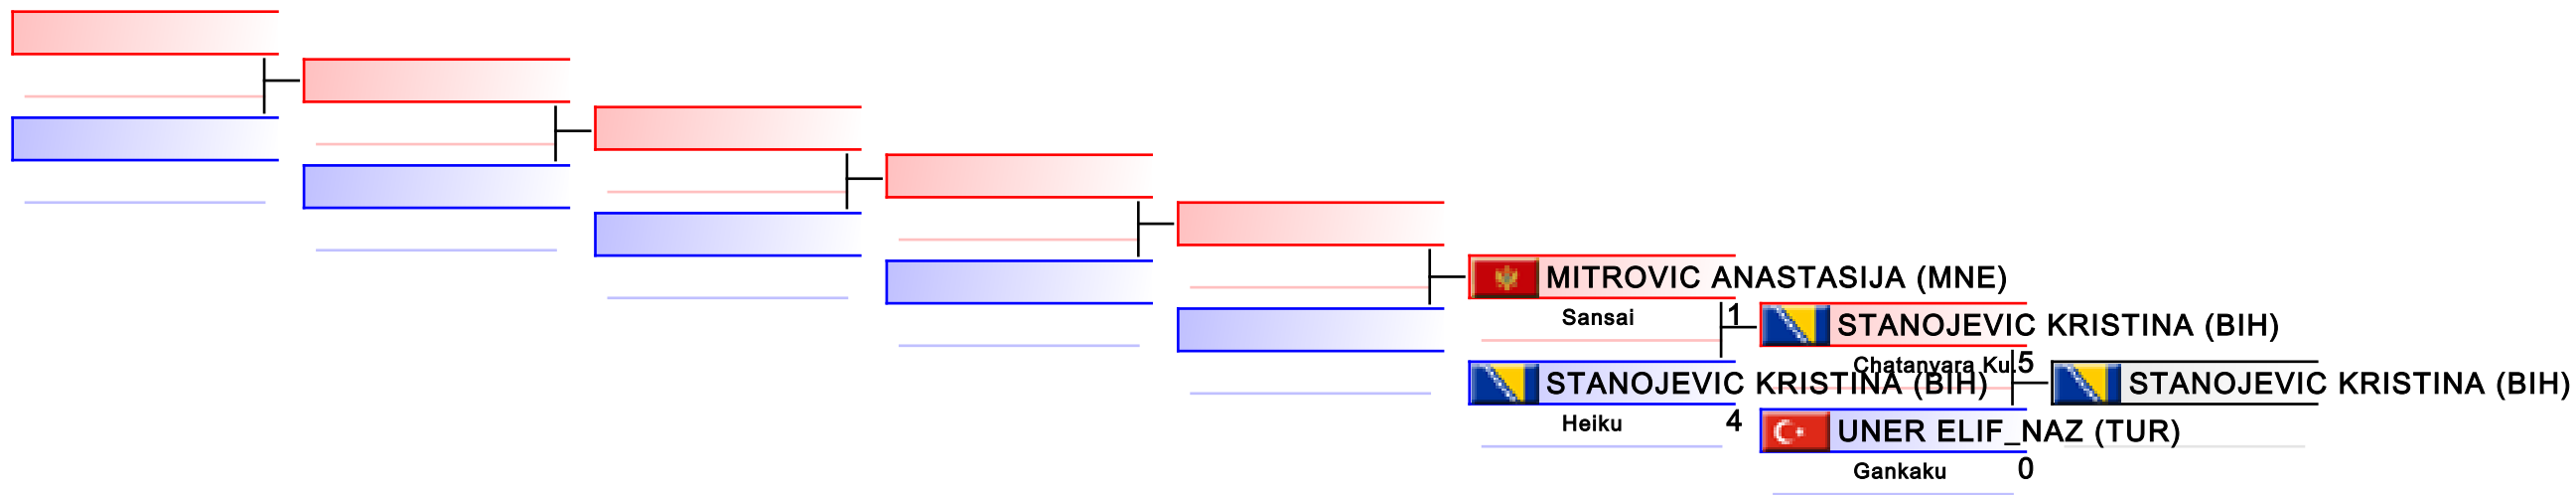 MITROVIC ANASTASIJA (MNE)
Sansai 1
STANOJEVIC KRISTINA (BIH)
Heiku 4
STANOJEVIC KRISTINA (BIH)
Chatanyara Ku. 5
UNER ELIF_NAZ (TUR)
Gankaku 0
STANOJEVIC KRISTINA (BIH)